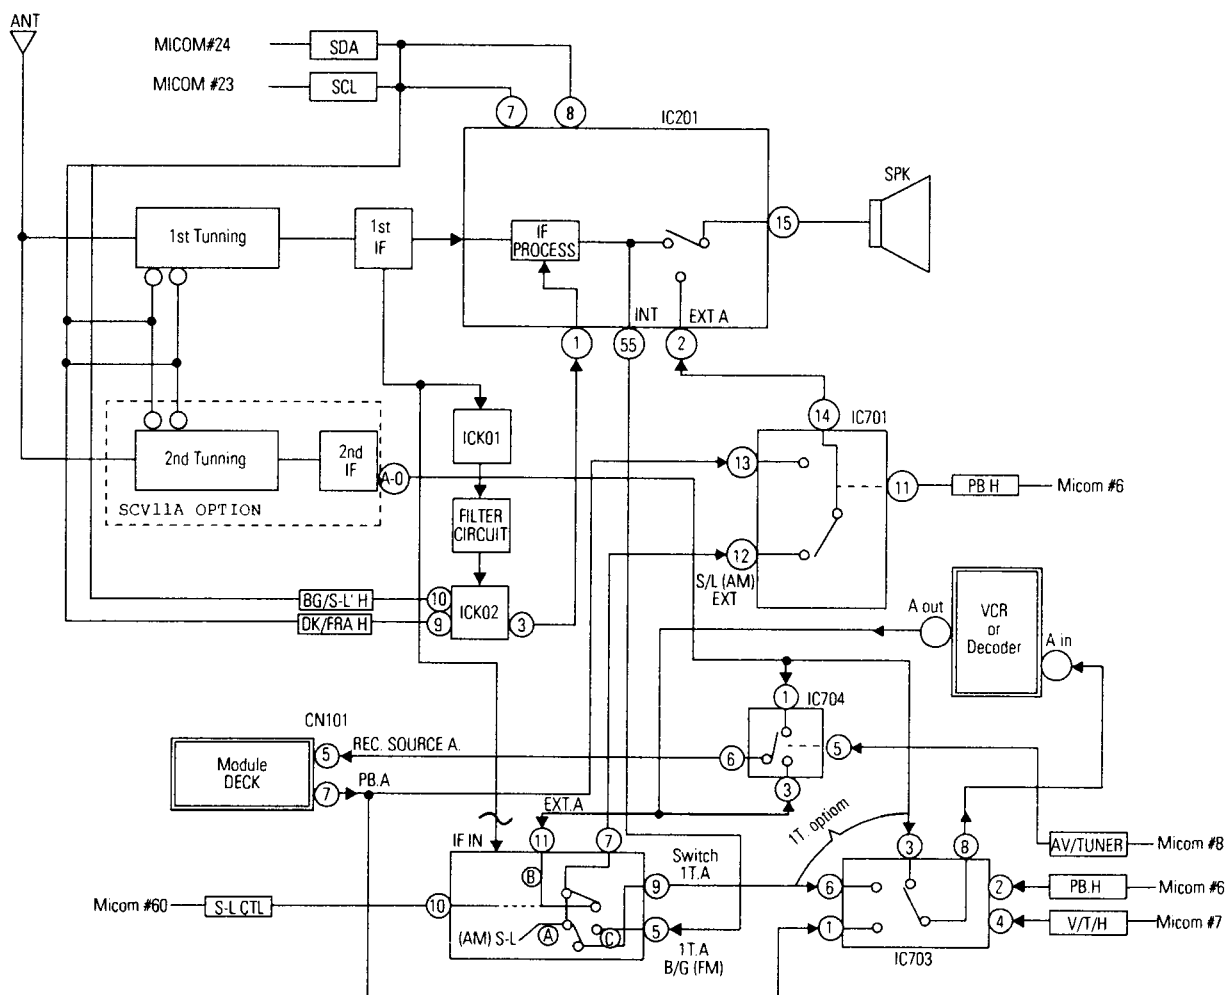 ANT
MICOM#24
SDA
MICOM #23
SCL
7
8
IC201
SPK
1st Tunning
1st
IF
IF
PROCESS
15
INT
EXT A
1
55
2
14
IC701
2nd Tunning
2nd
IF
A-0
ICK01
13
11
PB H
Micom #6
SCV11A OPTION
FILTER
CIRCUIT
12
S/L (AM)
EXT
BG/S-L' H
10
DK/FRA H
9
ICK02
3
A out
VCR
or
Decoder
A in
1
IC704
CN101
Module
DECK
5
REC. SOURCE A.
6
5
7
PB.A
3
EXT.A
1T. optiom
IF IN
11
7
Switch
1T.A
3
8
AV/TUNER
Micom #8
B
9
6
2
PB.H
Micom #6
Micom #60
S-L CTL
10
(AM) S-L
A
C
5
1
4
V/T/H
Micom #7
1T.A
B/G (FM)
IC703